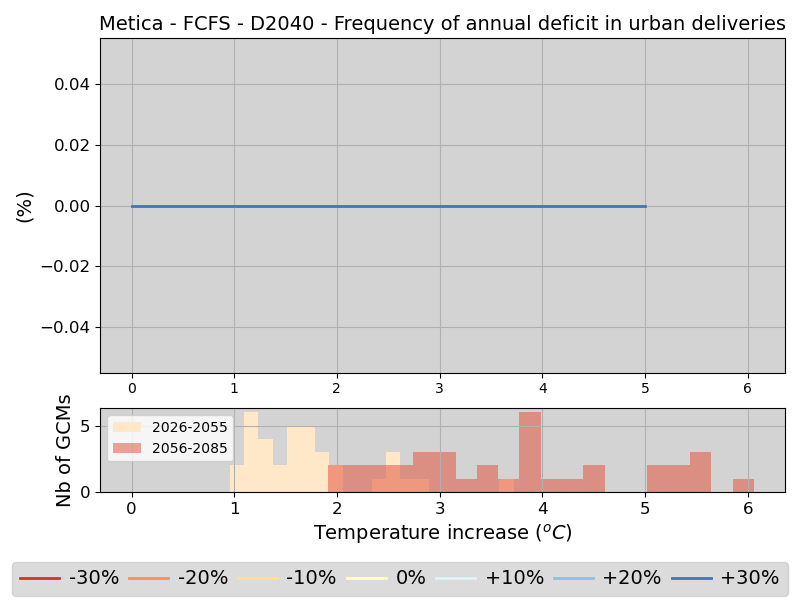 Metica - FCFS - D2040 - Frequency of annual deficit in urban deliveries
(%)
0.04
0.02
0.00
−0.02
−0.04
0 1 2 3 4 5 6
Nb of GCMs
5
0
2026-2055
2056-2085
0 1 2 3 4 5 6
Temperature increase (°C)
-30% -20% -10% 0% +10% +20% +30%